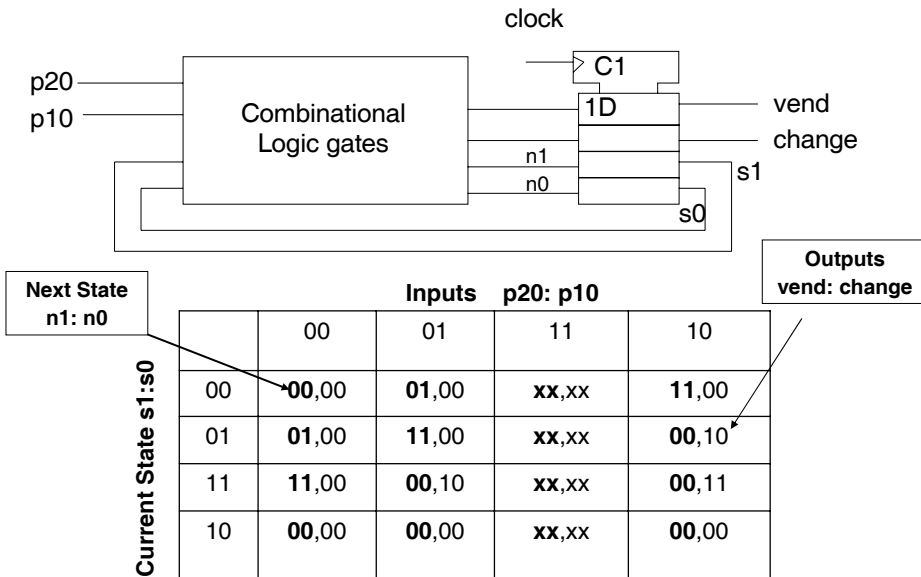 clock
C1
p20
p10
Combinational
Logic gates
1D
vend
change
n1
n0
s1
s0
Next State
n1: n0
Inputs p20: p10
Outputs
vend: change
Current State s1:s0
00 01 11 10
00 00,00 01,00 xx,xx 11,00
01 01,00 11,00 xx,xx 00,10
11 11,00 00,10 xx,xx 00,11
10 00,00 00,00 xx,xx 00,00